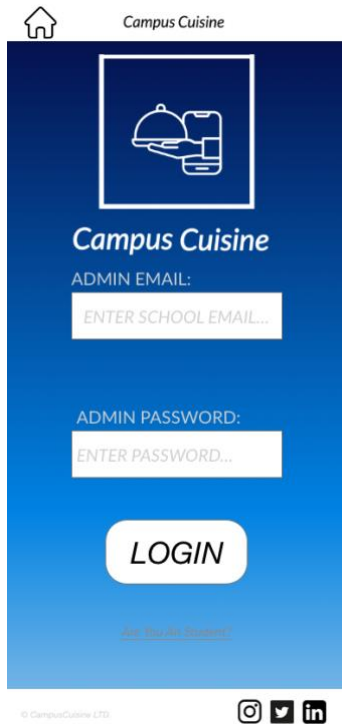 Campus Cuisine
Campus Cuisine
ADMIN EMAIL:
ENTER SCHOOL EMAIL...
ADMIN PASSWORD:
ENTER PASSWORD...
LOGIN
Are You An Student?
© CampusCuisine LTD.
in